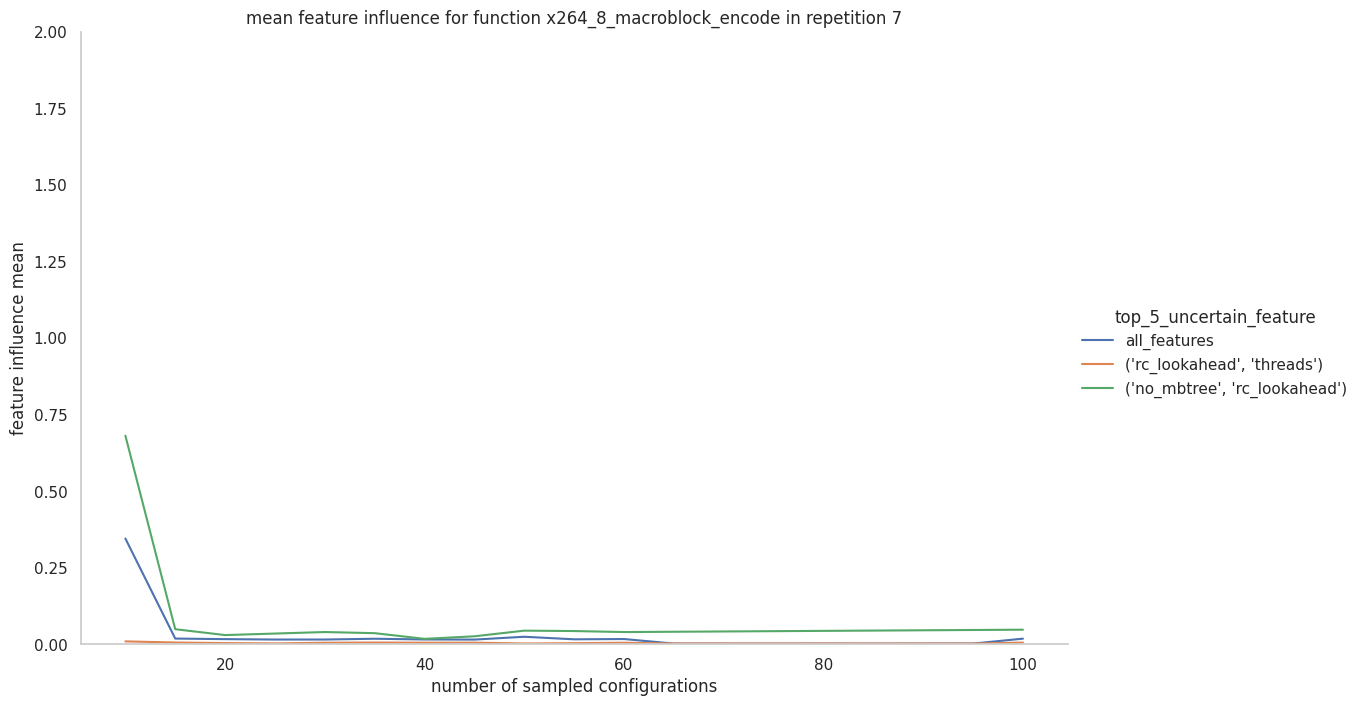 mean feature influence for function x264_8_macroblock_encode in repetition 7
2.00
1.75
1.50
1.25
1.00
0.75
0.50
0.25
0.00
feature influence mean
20 40 60 80 100
number of sampled configurations
top_5_uncertain_feature
all_features
('rc_lookahead', 'threads')
('no_mbtree', 'rc_lookahead')